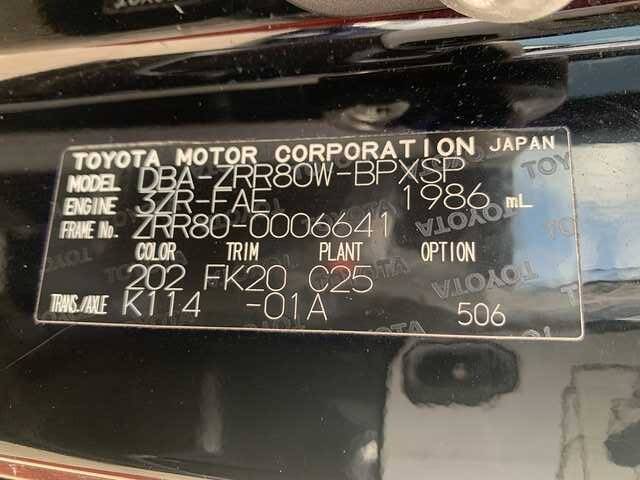 TOYOTA MOTOR CORPORATION JAPAN
MODEL DBA-ZRR80W-BPXSP
ENGINE 3ZR-FAE 1986 mL
FRAME No. ZRR80-0006641
COLOR TRIM PLANT OPTION
202 FK20 C25
TRANS./AXLE K114 -01A 506